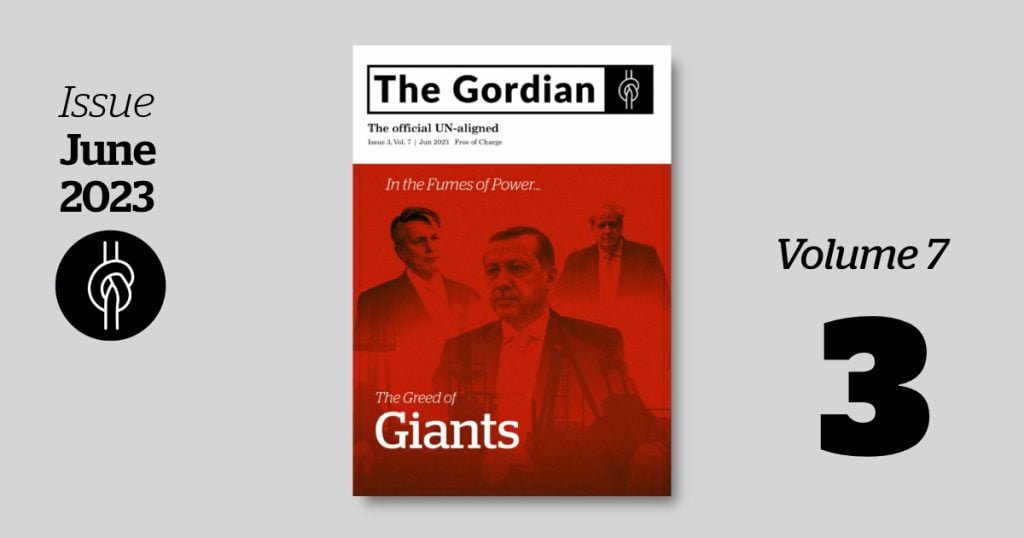 Issue
June
2023
The Gordian
The official UN-aligned
Issue 3, Vol. 7 | Jun 2023 Free of Charge
In the Fumes of Power...
The Greed of
Giants
Volume 7
3